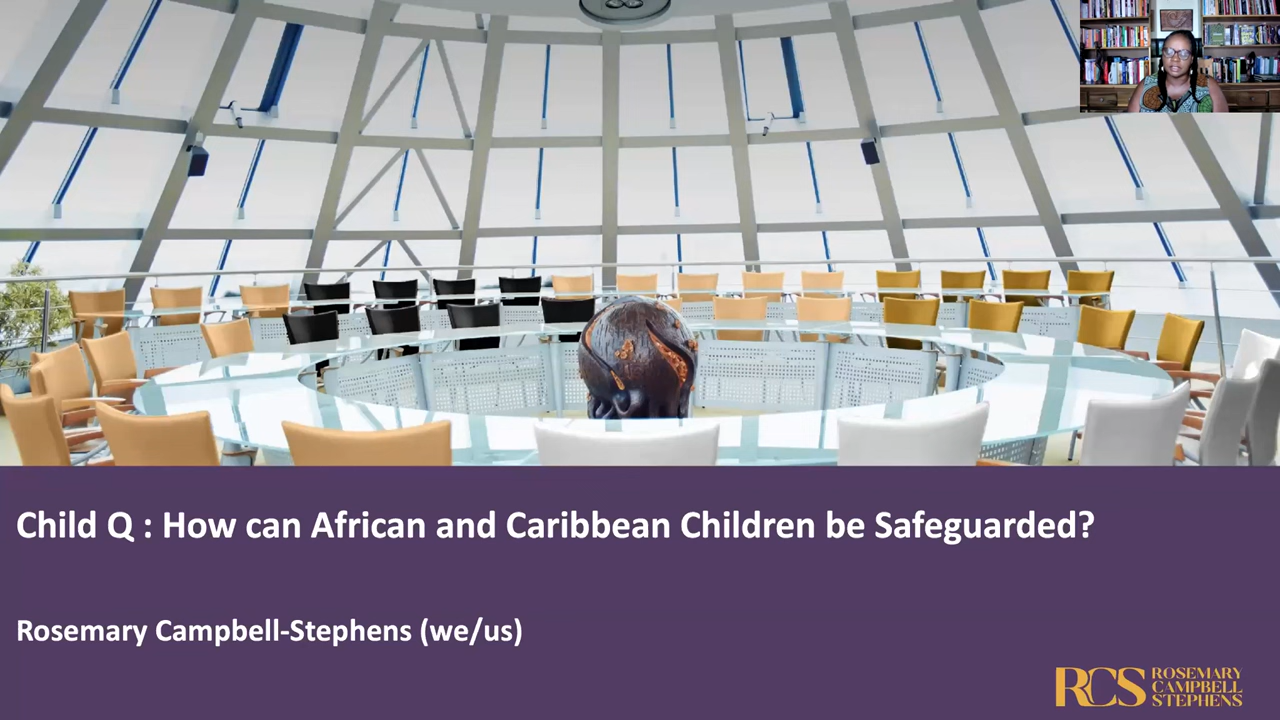 Child Q : How can African and Caribbean Children be Safeguarded?
Rosemary Campbell-Stephens (we/us)
RCS
ROSEMARY
CAMPBELL
STEPHENS